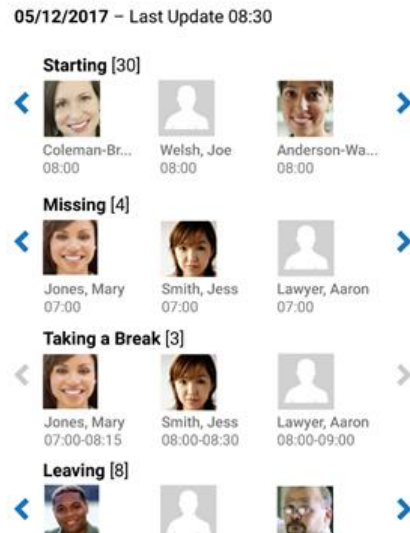 05/12/2017 – Last Update 08:30
Starting [30]
Coleman-Br... Welsh, Joe Anderson-Wa...
08:00 08:00 08:00
Missing [4]
Jones, Mary Smith, Jess Lawyer, Aaron
07:00 07:00 07:00
Taking a Break [3]
Jones, Mary Smith, Jess Lawyer, Aaron
07:00-08:15 08:00-08:30 08:00-09:00
Leaving [8]